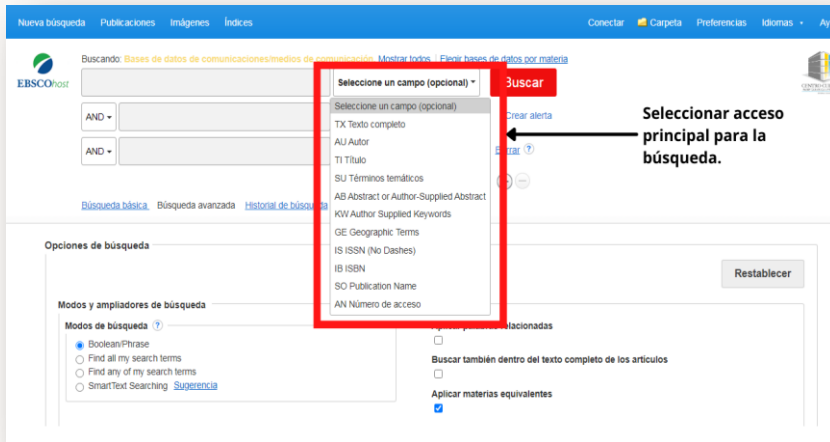 Nueva búsqueda Publicaciones Imágenes Índices Conectar Carpeta Preferencias Idiomas
Buscando: Bases de datos de comunicaciones/medios de comunicación Mostrar todos Elegir bases de datos por materia
EBSCOhost
Seleccione un campo (opcional)
Buscar
Seleccione un campo (opcional)
AND
Crear alerta
TX Texto completo
AU Autor
AND
Borrar ?
TI Título
SU Términos temáticos
AB Abstract or Author-Supplied Abstract
Búsqueda básica Búsqueda avanzada Historial de búsqueda
KW Author Supplied Keywords
GE Geographic Terms
IS ISSN (No Dashes)
IB ISBN
SO Publication Name
AN Número de acceso
Seleccionar acceso
principal para la
búsqueda.
Opciones de búsqueda
Restablecer
Modos y ampliadores de búsqueda
Modos de búsqueda ?
Boolean/Phrase
Find all my search terms
Find any of my search terms
SmartText Searching Sugerencia
Aplicar palabras relacionadas
Buscar también dentro del texto completo de los artículos
Aplicar materias equivalentes